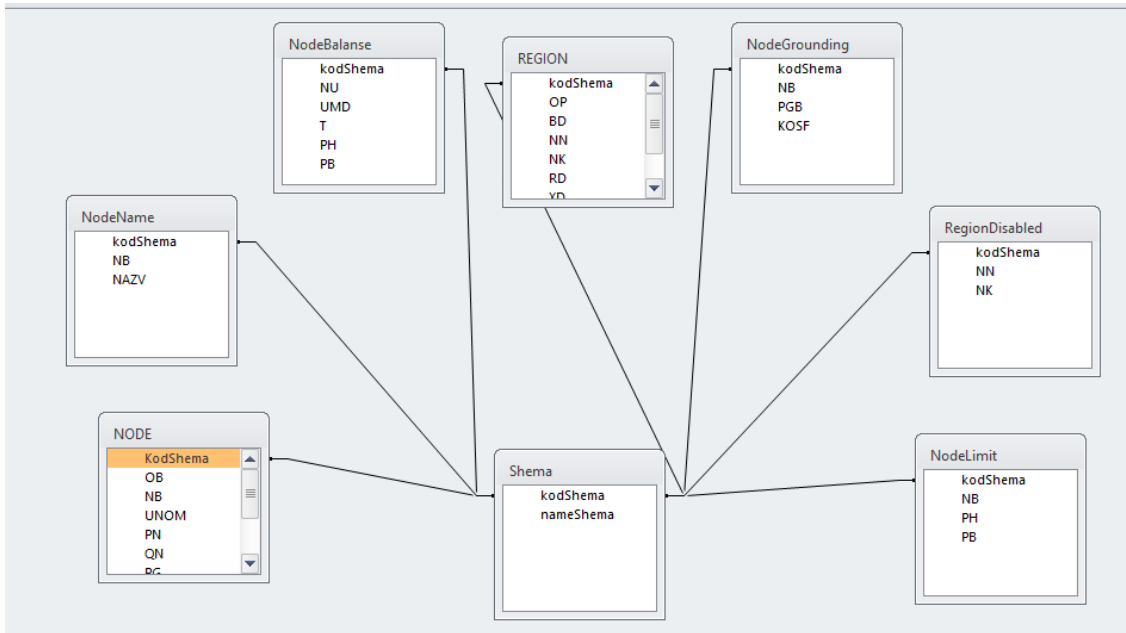 NodeBalanse
kodShema
NU
UMD
T
PH
PB
REGION
kodShema
OP
BD
NN
NK
RD
XD
NodeGrounding
kodShema
NB
PGB
KOSF
NodeName
kodShema
NB
NAZV
RegionDisabled
kodShema
NN
NK
NODE
KodShema
OB
NB
UNOM
PN
QN
PG
Shema
kodShema
nameShema
NodeLimit
kodShema
NB
PH
PB